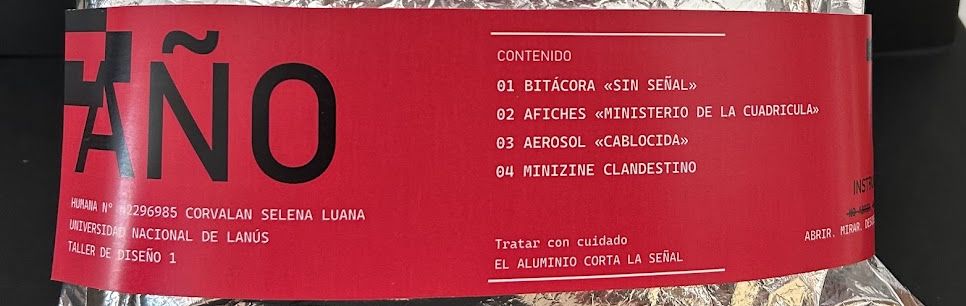 AÑO
HUMANA N° 42296985 CORVALAN SELENA LUANA
UNIVERSIDAD NACIONAL DE LANÚS
TALLER DE DISEÑO 1
CONTENIDO
01 BITÁCORA «SIN SEÑAL»
02 AFICHES «MINISTERIO DE LA CUADRICULA»
03 AEROSOL «CABLOCIDA»
04 MINIZINE CLANDESTINO
Tratar con cuidado
EL ALUMINIO CORTA LA SEÑAL
ABRIR. MIRAR.